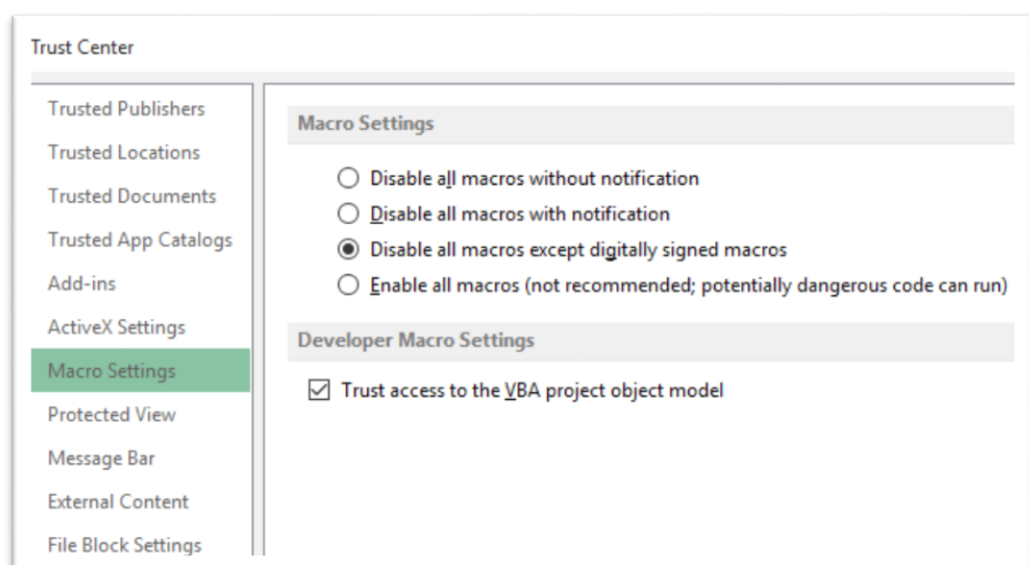 Trust Center
Trusted Publishers
Trusted Locations
Trusted Documents
Trusted App Catalogs
Add-ins
ActiveX Settings
Macro Settings
Protected View
Message Bar
External Content
File Block Settings
Macro Settings
Disable all macros without notification
Disable all macros with notification
Disable all macros except digitally signed macros
Enable all macros (not recommended; potentially dangerous code can run)
Developer Macro Settings
Trust access to the VBA project object model